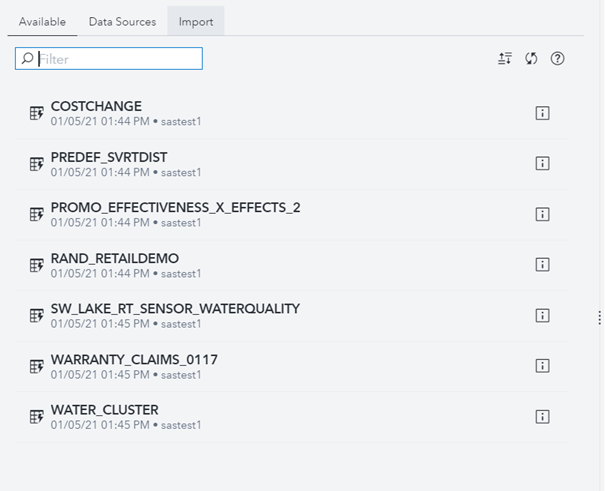 Available Data Sources Import
Filter
COSTCHANGE
01/05/21 01:44 PM • sastest1
PREDEF_SVRTDIST
01/05/21 01:44 PM • sastest1
PROMO_EFFECTIVENESS_X_EFFECTS_2
01/05/21 01:44 PM • sastest1
RAND_RETAILDEMO
01/05/21 01:44 PM • sastest1
SW_LAKE_RT_SENSOR_WATERQUALITY
01/05/21 01:45 PM • sastest1
WARRANTY_CLAIMS_0117
01/05/21 01:45 PM • sastest1
WATER_CLUSTER
01/05/21 01:45 PM • sastest1